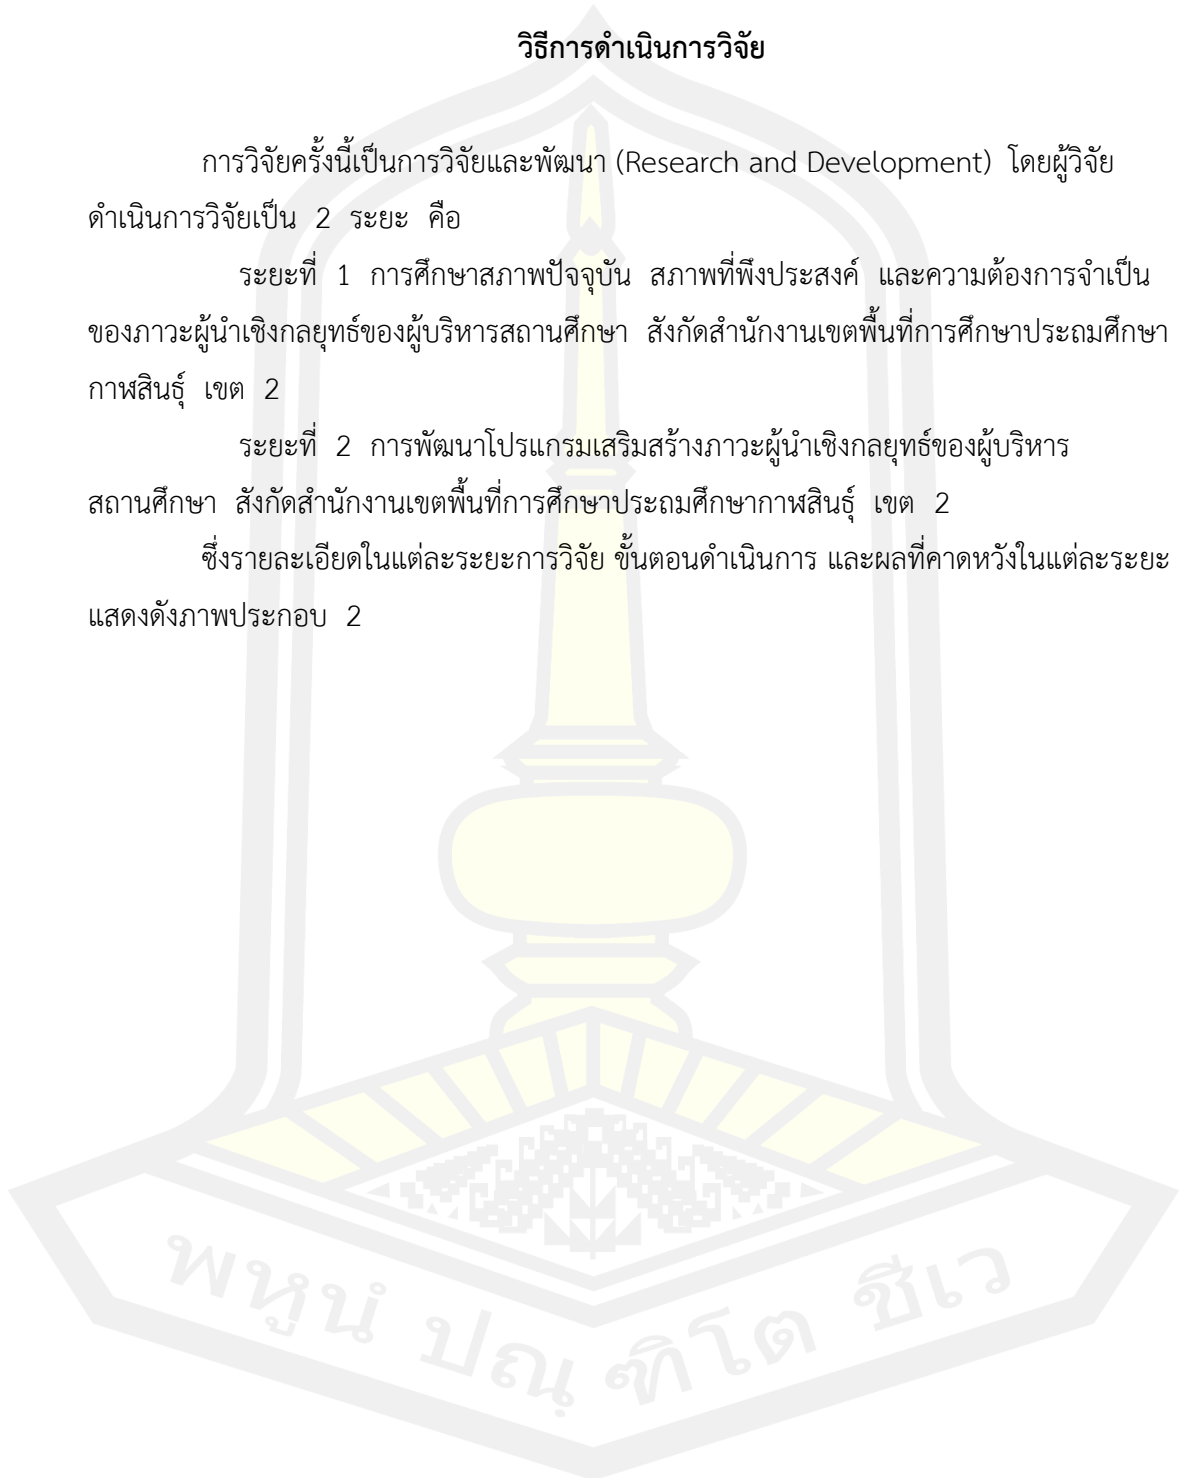 วิธีการดำเนินการวิจัย
การวิจัยครั้งนี้เป็นการวิจัยและพัฒนา (Research and Development) โดยผู้วิจัย
ดำเนินการวิจัยเป็น 2 ระยะ คือ
ระยะที่ 1 การศึกษาสภาพปัจจุบัน สภาพที่พึงประสงค์ และความต้องการจำเป็น
ของภาวะผู้นำเชิงกลยุทธ์ของผู้บริหารสถานศึกษา สังกัดสำนักงานเขตพื้นที่การศึกษาประถมศึกษา
กาฬสินธุ์ เขต 2
ระยะที่ 2 การพัฒนาโปรแกรมเสริมสร้างภาวะผู้นำเชิงกลยุทธ์ของผู้บริหาร
สถานศึกษา สังกัดสำนักงานเขตพื้นที่การศึกษาประถมศึกษากาฬสินธุ์ เขต 2
ซึ่งรายละเอียดในแต่ละระยะการวิจัย ขั้นตอนดำเนินการ และผลที่คาดหวังในแต่ละระยะ
แสดงดังภาพประกอบ 2
พหูนํ ปณฺ ฑิโต ชีเว